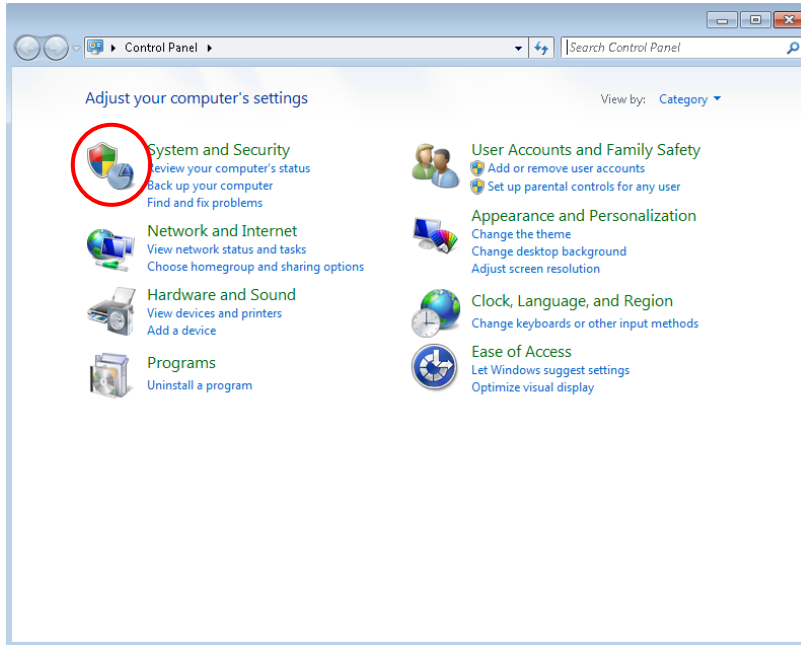 Control Panel
Search Control Panel
Adjust your computer's settings
View by: Category
System and Security
Review your computer's status
Back up your computer
Find and fix problems
Network and Internet
View network status and tasks
Choose homegroup and sharing options
Hardware and Sound
View devices and printers
Add a device
Programs
Uninstall a program
User Accounts and Family Safety
Add or remove user accounts
Set up parental controls for any user
Appearance and Personalization
Change the theme
Change desktop background
Adjust screen resolution
Clock, Language, and Region
Change keyboards or other input methods
Ease of Access
Let Windows suggest settings
Optimize visual display